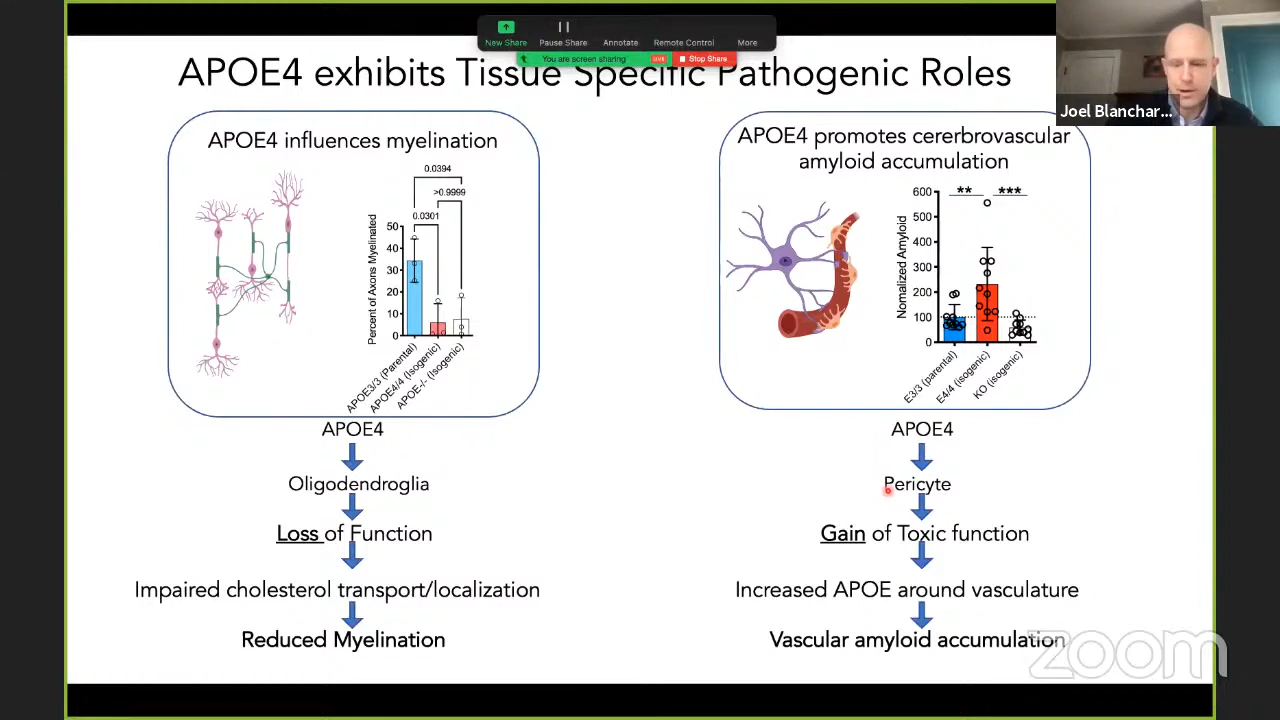 New Share
Pause Share
Annotate
Remote Control
More
You are screen sharing
LIVE
Stop Share
Joel Blanchar...
APOE4 exhibits Tissue Specific Pathogenic Roles
APOE4 influences myelination
0.0394
>0.9999
0.0301
Percent of Axons Myelinated
50
40
30
20
10
0
APOE3/3 (Parental)
APOE4/4 (Isogenic)
APOE-/- (Isogenic)
APOE4
Oligodendroglia
Loss of Function
Impaired cholesterol transport/localization
Reduced Myelination
APOE4 promotes cererbrovascular
amyloid accumulation
** ***
Nomalized Amyloid
600
500
400
300
200
100
0
E3/3 (parental)
E4/4 (isogenic)
KO (isogenic)
APOE4
Pericyte
Gain of Toxic function
Increased APOE around vasculature
Vascular amyloid accumulation
zoom